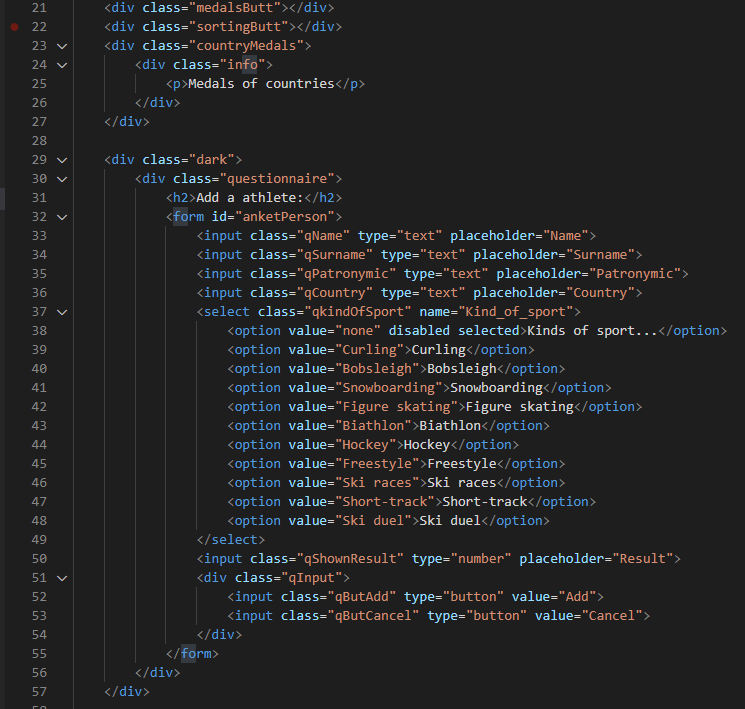 21 <div class="medalsButt"></div>
22 <div class="sortingButt"></div>
23 <div class="countryMedals">
24 <div class="info">
25 <p>Medals of countries</p>
26 </div>
27 </div>
28
29 <div class="dark">
30 <div class="questionnaire">
31 <h2>Add a athlete:</h2>
32 <form id="anketPerson">
33 <input class="qName" type="text" placeholder="Name">
34 <input class="qSurname" type="text" placeholder="Surname">
35 <input class="qPatronymic" type="text" placeholder="Patronymic">
36 <input class="qCountry" type="text" placeholder="Country">
37 <select class="qkindOfSport" name="Kind_of_sport">
38 <option value="none" disabled selected>Kinds of sport...</option>
39 <option value="Curling">Curling</option>
40 <option value="Bobsleigh">Bobsleigh</option>
41 <option value="Snowboarding">Snowboarding</option>
42 <option value="Figure skating">Figure skating</option>
43 <option value="Biathlon">Biathlon</option>
44 <option value="Hockey">Hockey</option>
45 <option value="Freestyle">Freestyle</option>
46 <option value="Ski races">Ski races</option>
47 <option value="Short-track">Short-track</option>
48 <option value="Ski duel">Ski duel</option>
49 </select>
50 <input class="qShownResult" type="number" placeholder="Result">
51 <div class="qInput">
52 <input class="qButAdd" type="button" value="Add">
53 <input class="qButCancel" type="button" value="Cancel">
54 </div>
55 </form>
56 </div>
57 </div>